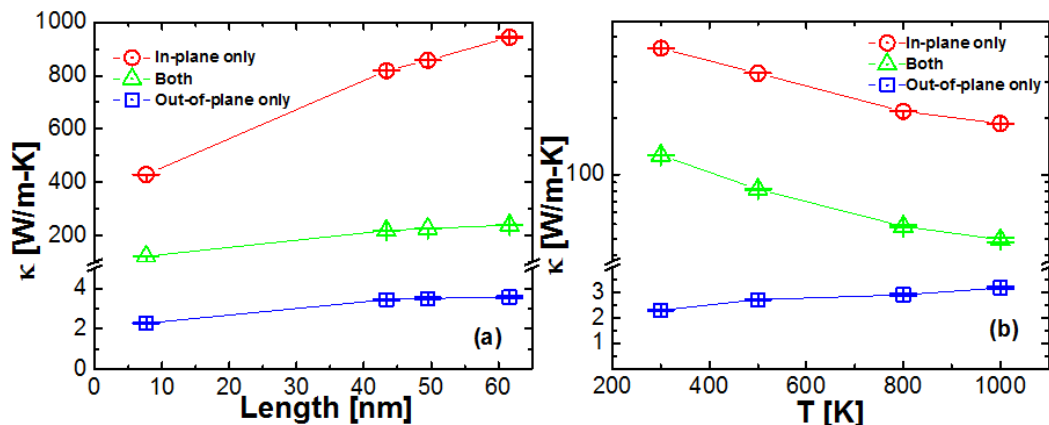 1000
800
600
400
200
4
2
0
κ [W/m-K]
In-plane only
Both
Out-of-plane only
(a)
0 10 20 30 40 50 60
Length [nm]
100
3
2
1
κ [W/m-K]
In-plane only
Both
Out-of-plane only
(b)
200 400 600 800 1000
T [K]